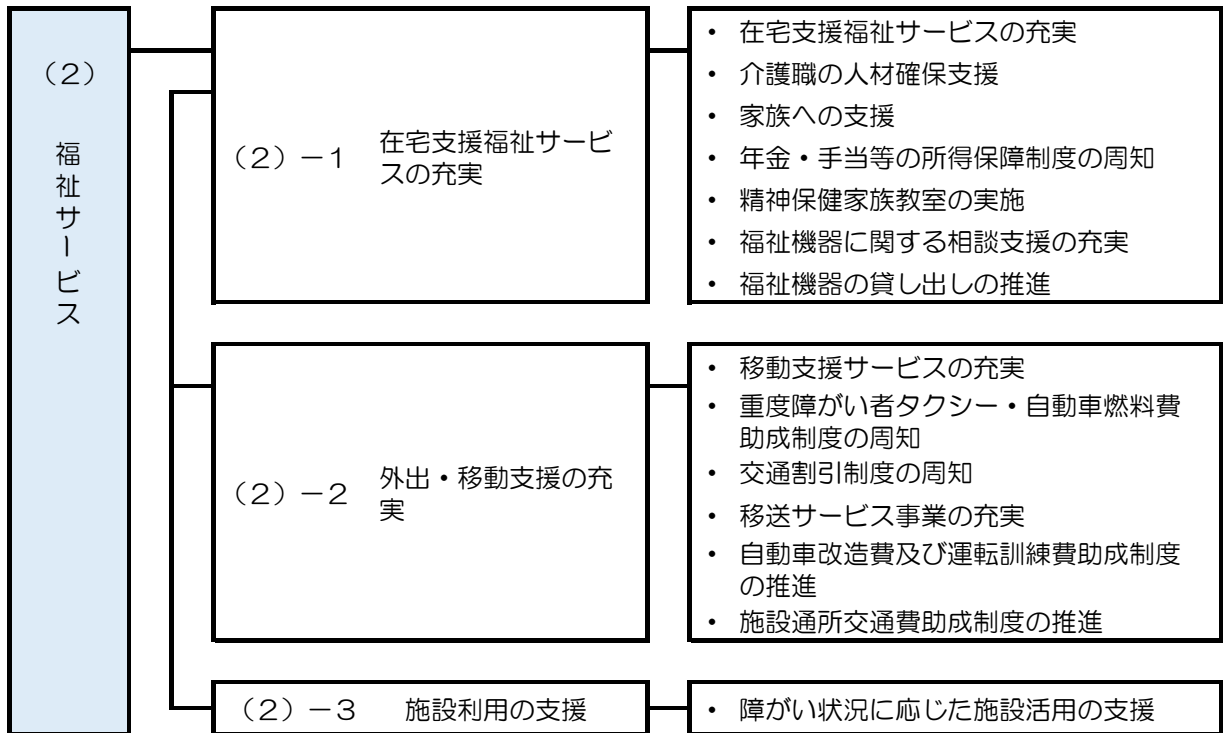 （２）
福祉サービス
（２）－１　在宅支援福祉サービ
スの充実
・ 在宅支援福祉サービスの充実
・ 介護職の人材確保支援
・ 家族への支援
・ 年金・手当等の所得保障制度の周知
・ 精神保健家族教室の実施
・ 福祉機器に関する相談支援の充実
・ 福祉機器の貸し出しの推進
（２）－２　外出・移動支援の充
実
・ 移動支援サービスの充実
・ 重度障がい者タクシー・自動車燃料費
助成制度の周知
・ 交通割引制度の周知
・ 移送サービス事業の充実
・ 自動車改造費及び運転訓練費助成制度
の推進
・ 施設通所交通費助成制度の推進
（２）－３　施設利用の支援
・ 障がい状況に応じた施設活用の支援